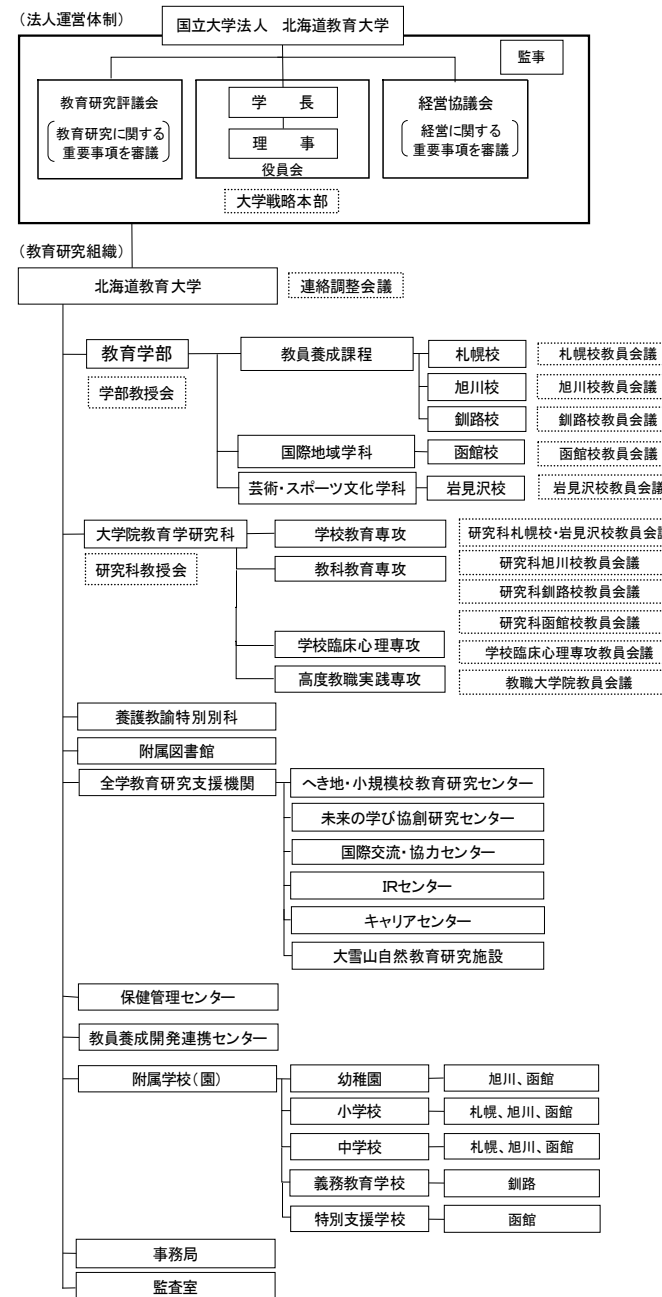 （法人運営体制）
国立大学法人　北海道教育大学
監事
教育研究評議会
教育研究に関する
重要事項を審議
学　長
理　事
役員会
経営協議会
経営に関する
重要事項を審議
大学戦略本部
（教育研究組織）
北海道教育大学
連絡調整会議
教育学部
学部教授会
教員養成課程
札幌校
札幌校教員会議
旭川校
旭川校教員会議
釧路校
釧路校教員会議
国際地域学科
函館校
函館校教員会議
芸術・スポーツ文化学科
岩見沢校
岩見沢校教員会議
大学院教育学研究科
研究科教授会
学校教育専攻
研究科札幌校・岩見沢校教員会議
教科教育専攻
研究科旭川校教員会議
研究科釧路校教員会議
研究科函館校教員会議
学校臨床心理専攻
学校臨床心理専攻教員会議
高度教職実践専攻
教職大学院教員会議
養護教諭特別別科
附属図書館
全学教育研究支援機関
へき地・小規模校教育研究センター
未来の学び協創研究センター
国際交流・協力センター
IRセンター
キャリアセンター
大雪山自然教育研究施設
保健管理センター
教員養成開発連携センター
附属学校（園）
幼稚園
旭川、函館
小学校
札幌、旭川、函館
中学校
札幌、旭川、函館
義務教育学校
釧路
特別支援学校
函館
事務局
監査室